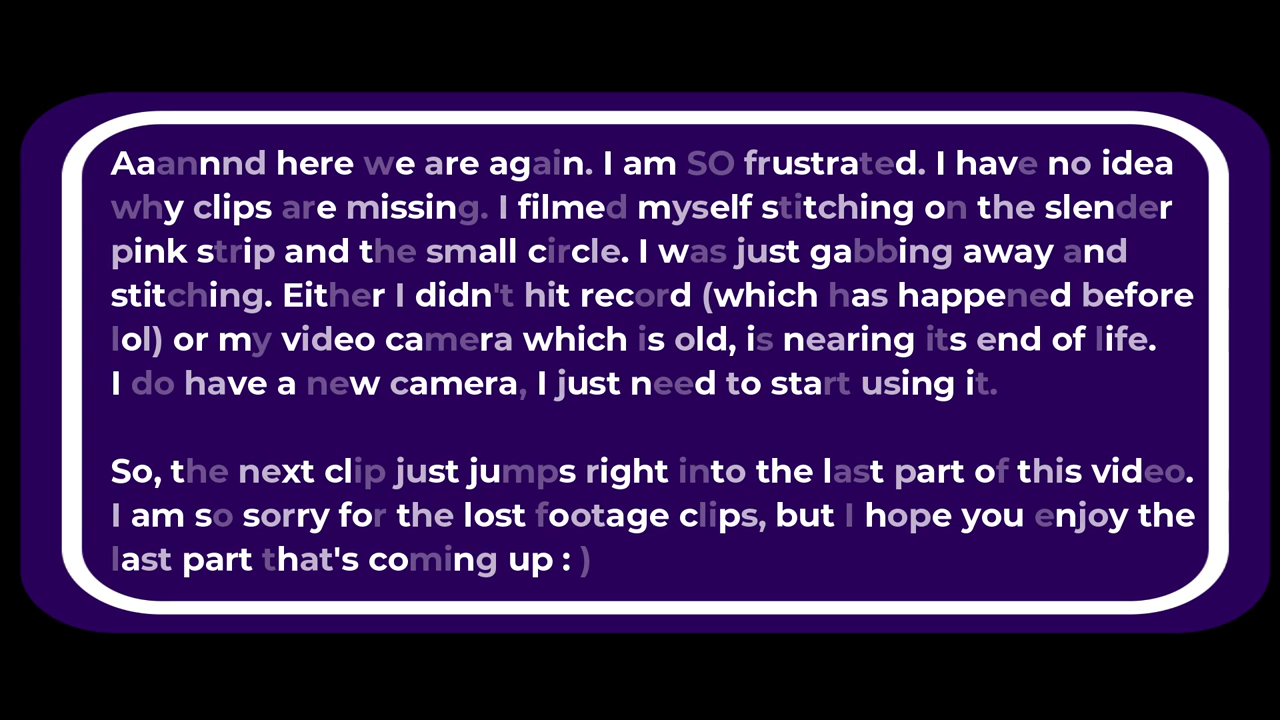 Aaannnnd here we are again. I am SO frustrated. I have no idea
why clips are missing. I filmed myself stitching on the slender
pink strip and the small circle. I was just gabbing away and
stitching. Either I didn't hit record (which has happened before
lol) or my video camera which is old, is nearing its end of life.
I do have a new camera, I just need to start using it.
So, the next clip just jumps right into the last part of this video.
I am so sorry for the lost footage clips, but I hope you enjoy the
last part that's coming up : )